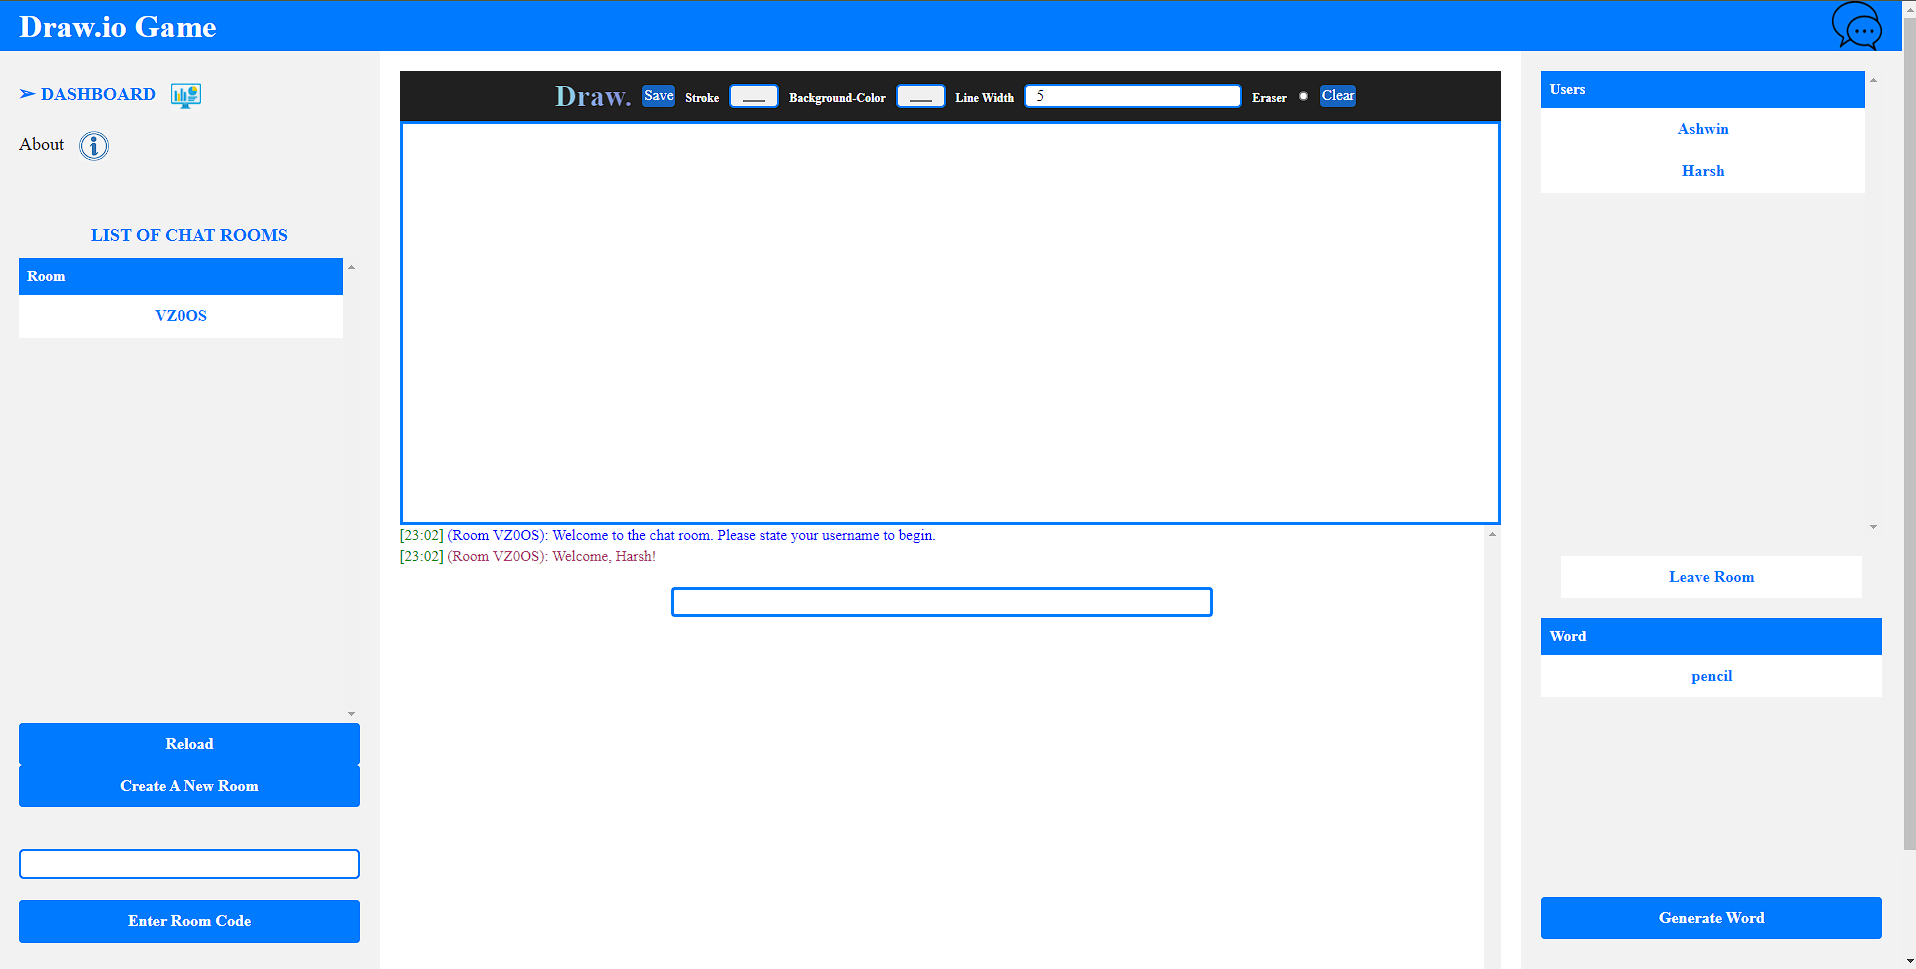 Draw.io Game
➢ DASHBOARD
About
LIST OF CHAT ROOMS
Room
VZ0OS
Reload
Create A New Room
Enter Room Code
Draw. Save Stroke Background-Color Line Width 5 Eraser Clear
[23:02] (Room VZ0OS): Welcome to the chat room. Please state your username to begin.
[23:02] (Room VZ0OS): Welcome, Harsh!
Users
Ashwin
Harsh
Leave Room
Word
pencil
Generate Word